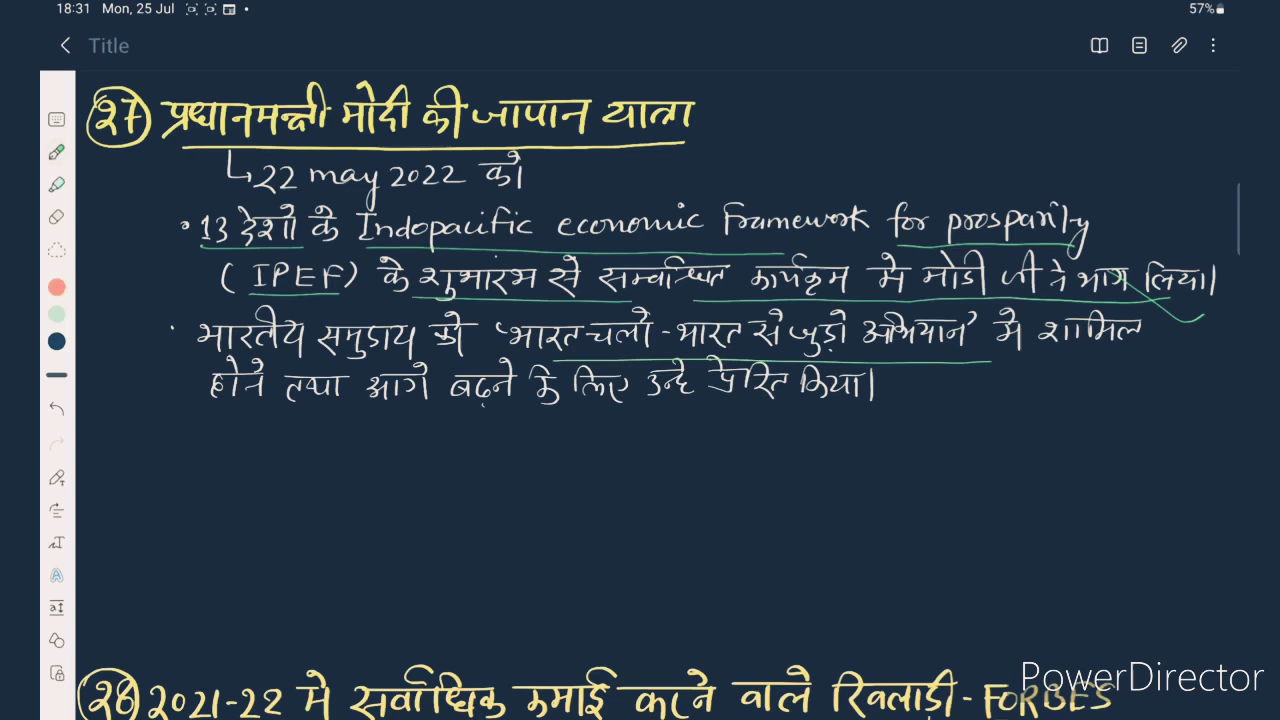 18:31 Mon, 25 Jul
57%
Title
27 प्रधानमन्त्री मोदी की जापान यात्रा
22 may 2022 को
• 13 देशो के Indopacific economic Framework for prosparity
(IPEF) के शुभारंभ से सम्बन्धित कार्यक्रम मे मोदी जी ने भाग लिया।
· भारतीय समुदाय को 'भारत चलो - भारत से जुड़ो अभियान' मे शामिल
होने तथा आगे बढ़ने के लिए उन्हे प्रेरित किया।
28 2021-22 मे सर्वाधिक कमाई करने वाले खिलाड़ी - FORBES
PowerDirector